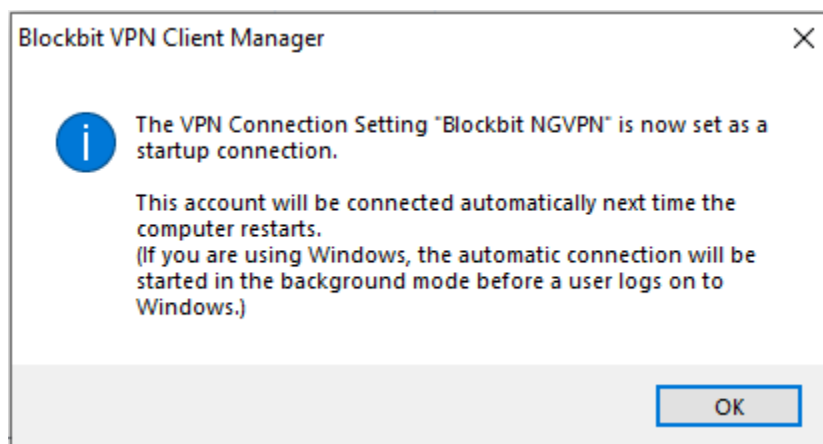 Blockbit VPN Client Manager
The VPN Connection Setting "Blockbit NGVPN" is now set as a
startup connection.
This account will be connected automatically next time the
computer restarts.
(If you are using Windows, the automatic connection will be
started in the background mode before a user logs on to
Windows.)
OK